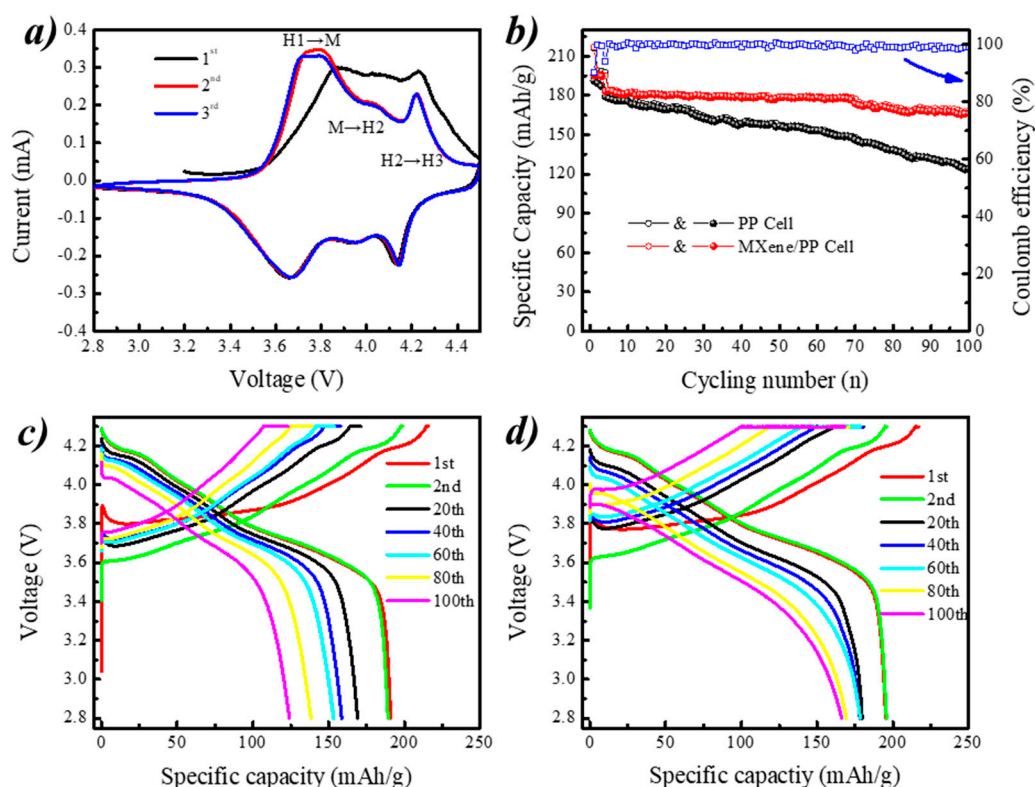 a)
H1→M
M→H2
H2→H3
1st
2nd
3rd
0.4
0.3
0.2
0.1
0.0
-0.1
-0.2
-0.3
-0.4
Current (mA)
2.8 3.2 3.6 4.0 4.4
Voltage (V)
b)
210
180
150
120
90
60
30
0
Specific Capacity (mAh/g)
& PP Cell
& MXene/PP Cell
100
80
60
40
20
0
Coulomb efficiency (%)
0 10 20 30 40 50 60 70 80 90 100
Cycling number (n)
c)
4.2
4.0
3.8
3.6
3.4
3.2
3.0
2.8
Voltage (V)
1st
2nd
20th
40th
60th
80th
100th
0 50 100 150 200 250
Specific capacity (mAh/g)
d)
4.2
4.0
3.8
3.6
3.4
3.2
3.0
2.8
Voltage (V)
1st
2nd
20th
40th
60th
80th
100th
0 50 100 150 200 250
Specific capactiy (mAh/g)